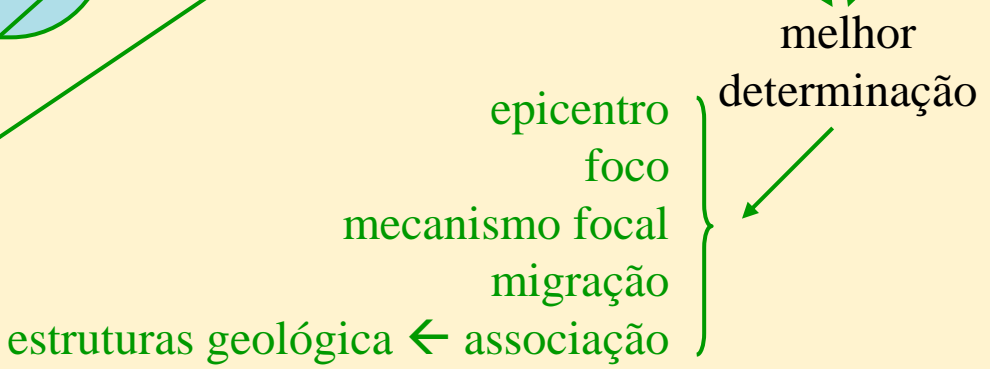 melhor
determinação
epicentro
foco
mecanismo focal
migração
estruturas geológica ← associação